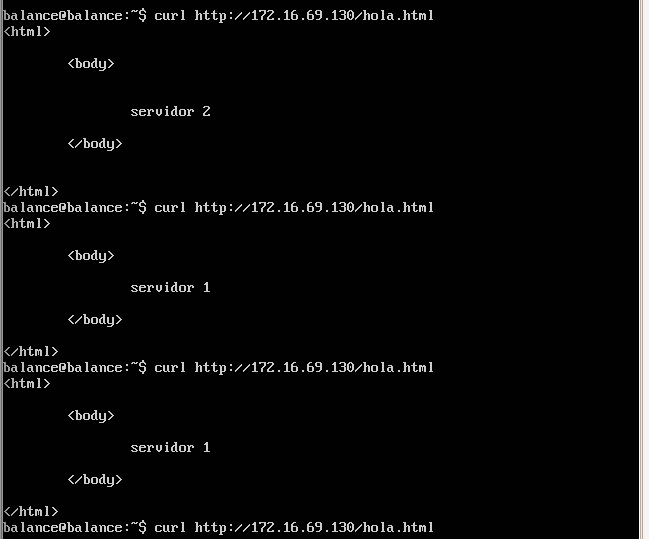 balance@balance:~$ curl http://172.16.69.130/hola.html
<html>
<body>
servidor 2
</body>
</html>
balance@balance:~$ curl http://172.16.69.130/hola.html
<html>
<body>
servidor 1
</body>
</html>
balance@balance:~$ curl http://172.16.69.130/hola.html
<html>
<body>
servidor 1
</body>
</html>
balance@balance:~$ curl http://172.16.69.130/hola.html